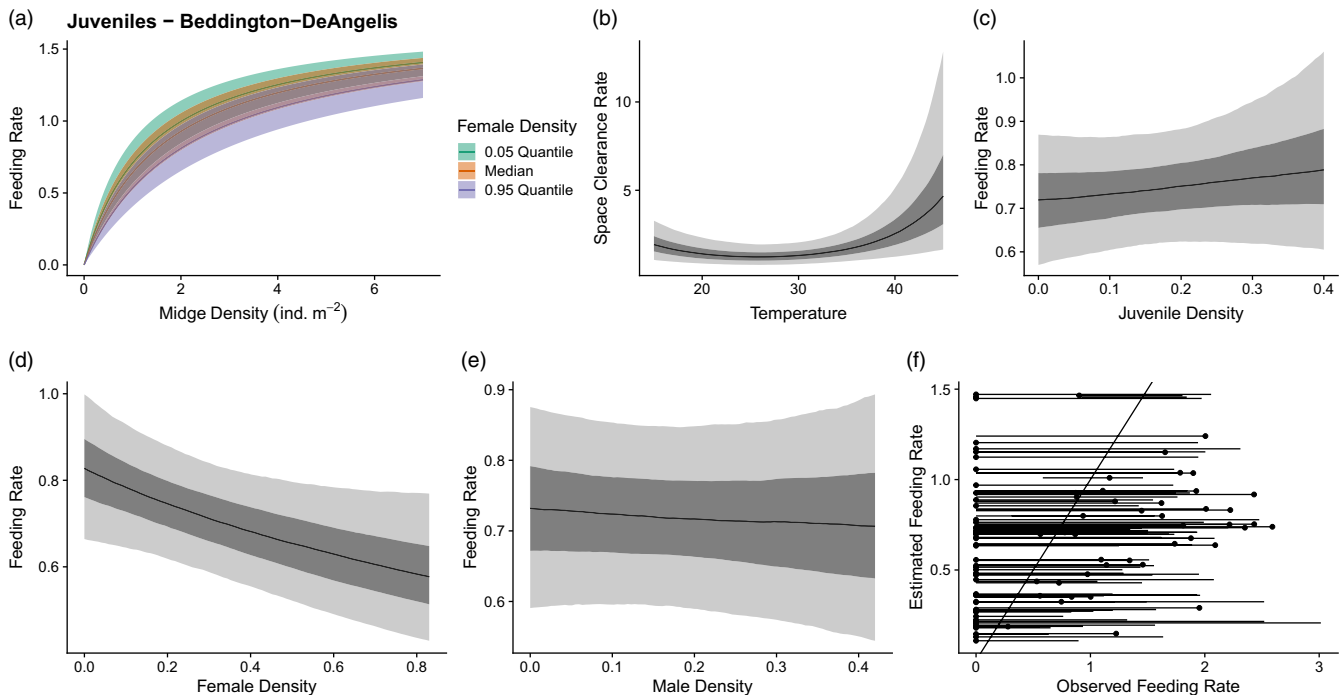 (a)
Juveniles − Beddington−DeAngelis
1.5
1.0
0.5
0.0
0
2
4
6
Feeding Rate
Midge Density (ind. m⁻²)
Female Density
0.05 Quantile
Median
0.95 Quantile
(b)
Space Clearance Rate
10
5
20
30
40
Temperature
(c)
Feeding Rate
1.0
0.9
0.8
0.7
0.6
0.0
0.1
0.2
0.3
0.4
Juvenile Density
(d)
Feeding Rate
1.0
0.8
0.6
0.0
0.2
0.4
0.6
0.8
Female Density
(e)
Feeding Rate
0.9
0.8
0.7
0.6
0.0
0.1
0.2
0.3
0.4
Male Density
(f)
Estimated Feeding Rate
1.5
1.0
0.5
0
1
2
3
Observed Feeding Rate